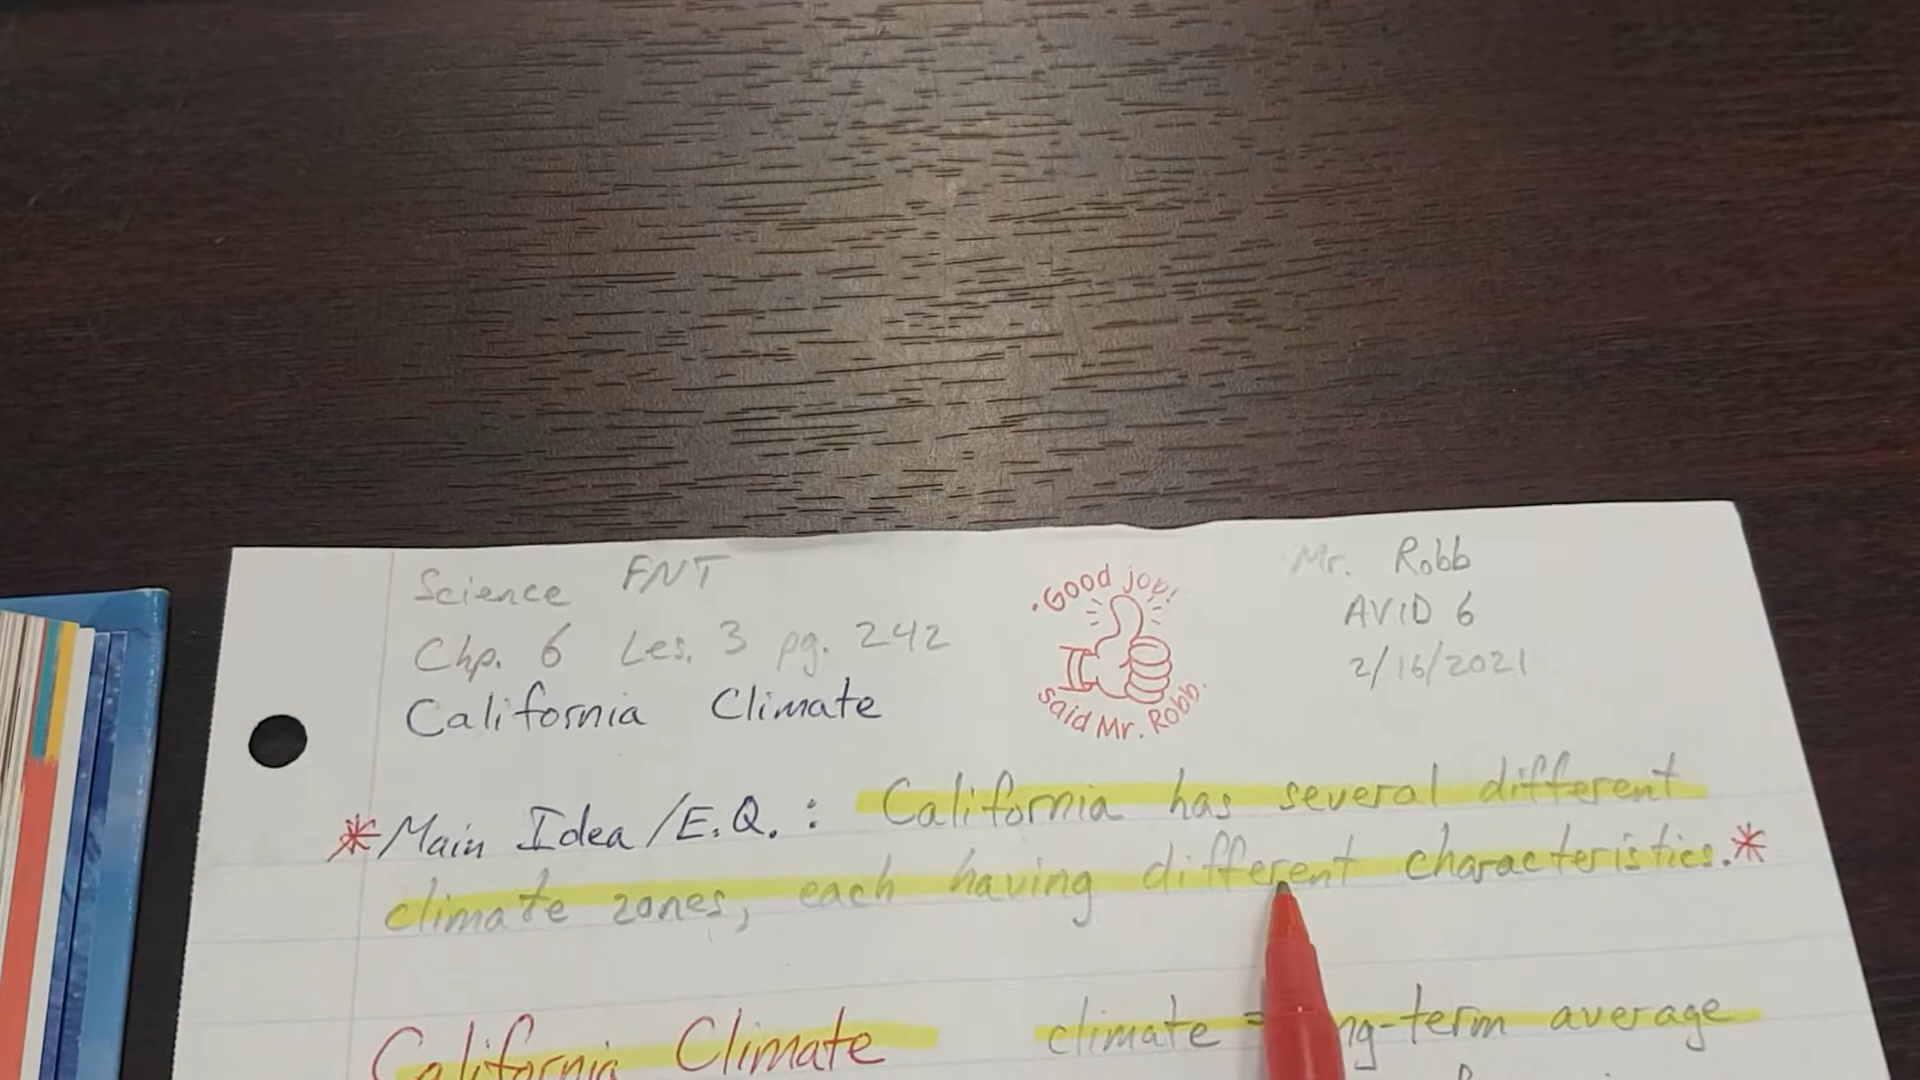 Science FNT
Chp. 6 Les. 3 pg. 242
California Climate
Good job!
said Mr. Robb.
Mr. Robb
AVID 6
2/16/2021
*Main Idea/E.Q.: California has several different
climate zones, each having different characteristics.*
California Climate
climate = ng-term average